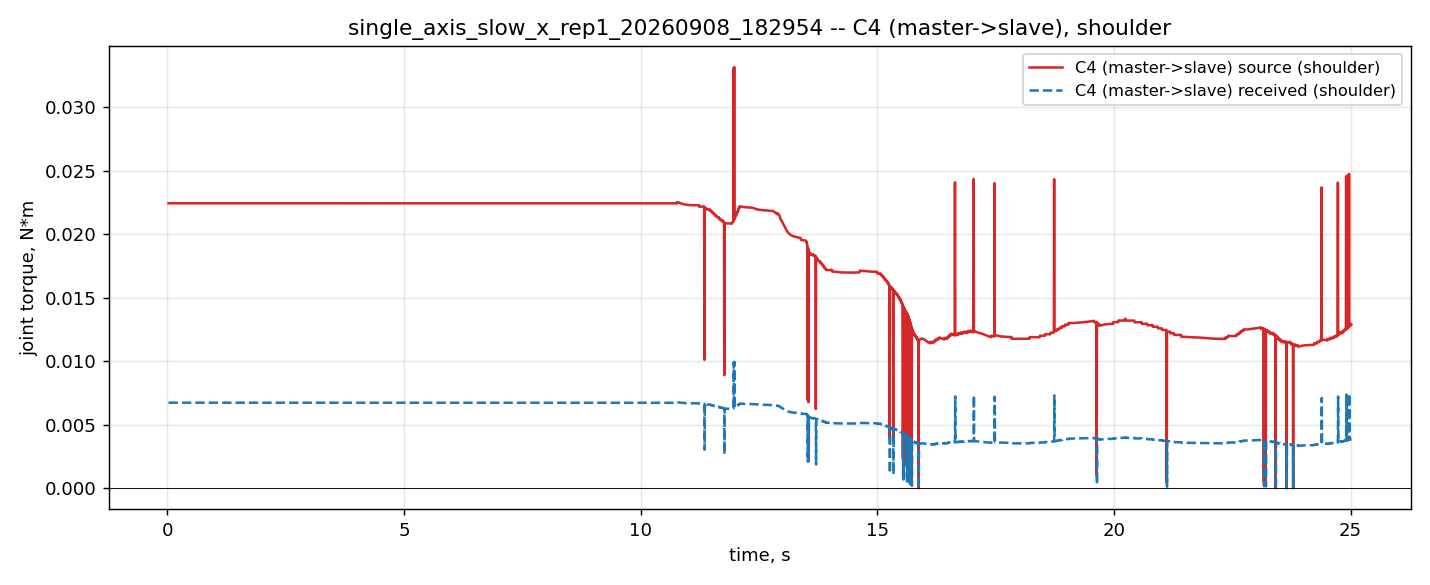 single_axis_slow_x_rep1_20260908_182954 -- C4 (master->slave), shoulder
C4 (master->slave) source (shoulder)
C4 (master->slave) received (shoulder)
joint torque, N*m
0.030
0.025
0.020
0.015
0.010
0.005
0.000
0 5 10 15 20 25
time, s